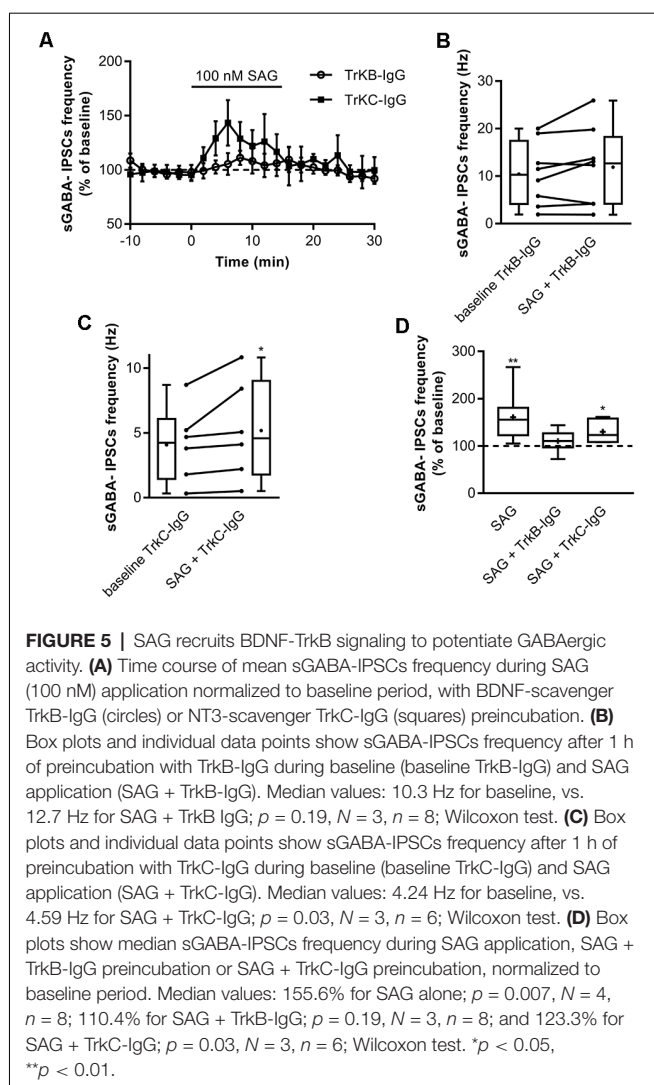 A
B
200
150
100
50
sGABA- IPSCs frequency
(% of baseline)
100 nM SAG
TrKB-IgG
TrKC-IgG
-10
0
10
20
30
Time (min)
30
20
10
0
sGABA- IPSCs frequency (Hz)
baseline TrkB-IgG
SAG + TrkB-IgG
C
D
10
5
0
sGABA- IPSCs frequency (Hz)
*
baseline TrkC-IgG
SAG + TrkC-IgG
300
200
100
0
sGABA- IPSCs frequency
(% of baseline)
**
*
SAG
SAG + TrkB-IgG
SAG + TrkC-IgG
FIGURE 5 | SAG recruits BDNF-TrkB signaling to potentiate GABAergic
activity. (A) Time course of mean sGABA-IPSCs frequency during SAG
(100 nM) application normalized to baseline period, with BDNF-scavenger
TrkB-IgG (circles) or NT3-scavenger TrkC-IgG (squares) preincubation. (B)
Box plots and individual data points show sGABA-IPSCs frequency after 1 h
of preincubation with TrkB-IgG during baseline (baseline TrkB-IgG) and SAG
application (SAG + TrkB-IgG). Median values: 10.3 Hz for baseline, vs.
12.7 Hz for SAG + TrkB IgG; p = 0.19, N = 3, n = 8; Wilcoxon test. (C) Box
plots and individual data points show sGABA-IPSCs frequency after 1 h of
preincubation with TrkC-IgG during baseline (baseline TrkC-IgG) and SAG
application (SAG + TrkC-IgG). Median values: 4.24 Hz for baseline, vs.
4.59 Hz for SAG + TrkC-IgG; p = 0.03, N = 3, n = 6; Wilcoxon test. (D) Box
plots show median sGABA-IPSCs frequency during SAG application, SAG +
TrkB-IgG preincubation or SAG + TrkC-IgG preincubation, normalized to
baseline period. Median values: 155.6% for SAG alone; p = 0.007, N = 4,
n = 8; 110.4% for SAG + TrkB-IgG; p = 0.19, N = 3, n = 8; and 123.3% for
SAG + TrkC-IgG; p = 0.03, N = 3, n = 6; Wilcoxon test. *p < 0.05,
**p < 0.01.